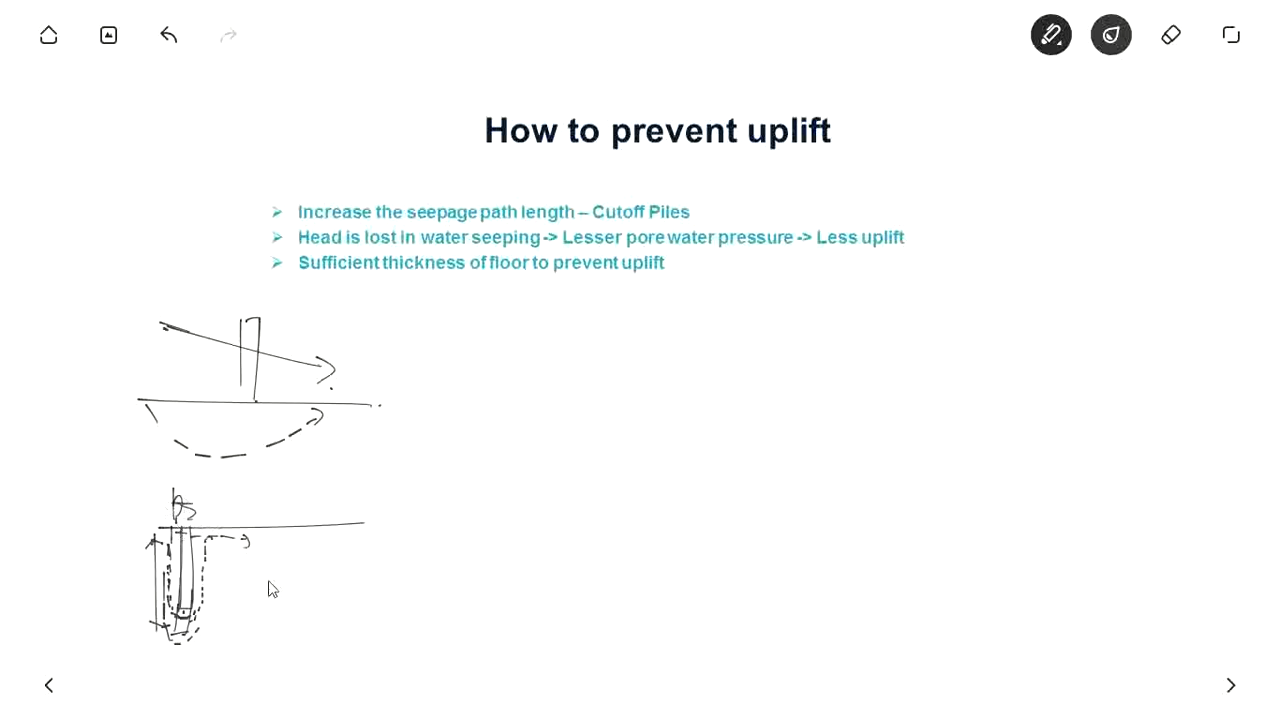 How to prevent uplift
➢ Increase the seepage path length – Cutoff Piles
➢ Head is lost in water seeping -> Lesser pore water pressure -> Less uplift
➢ Sufficient thickness of floor to prevent uplift